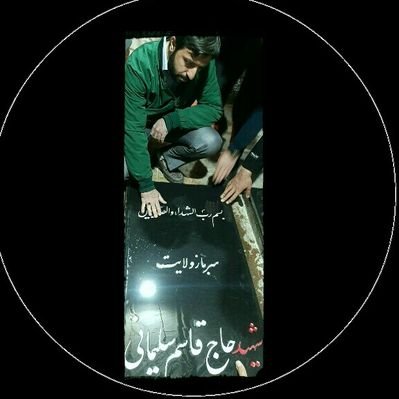 بسم رب الشهداء والصدیقین
سرباز ولایت
شهید حاج قاسم سلیمانی